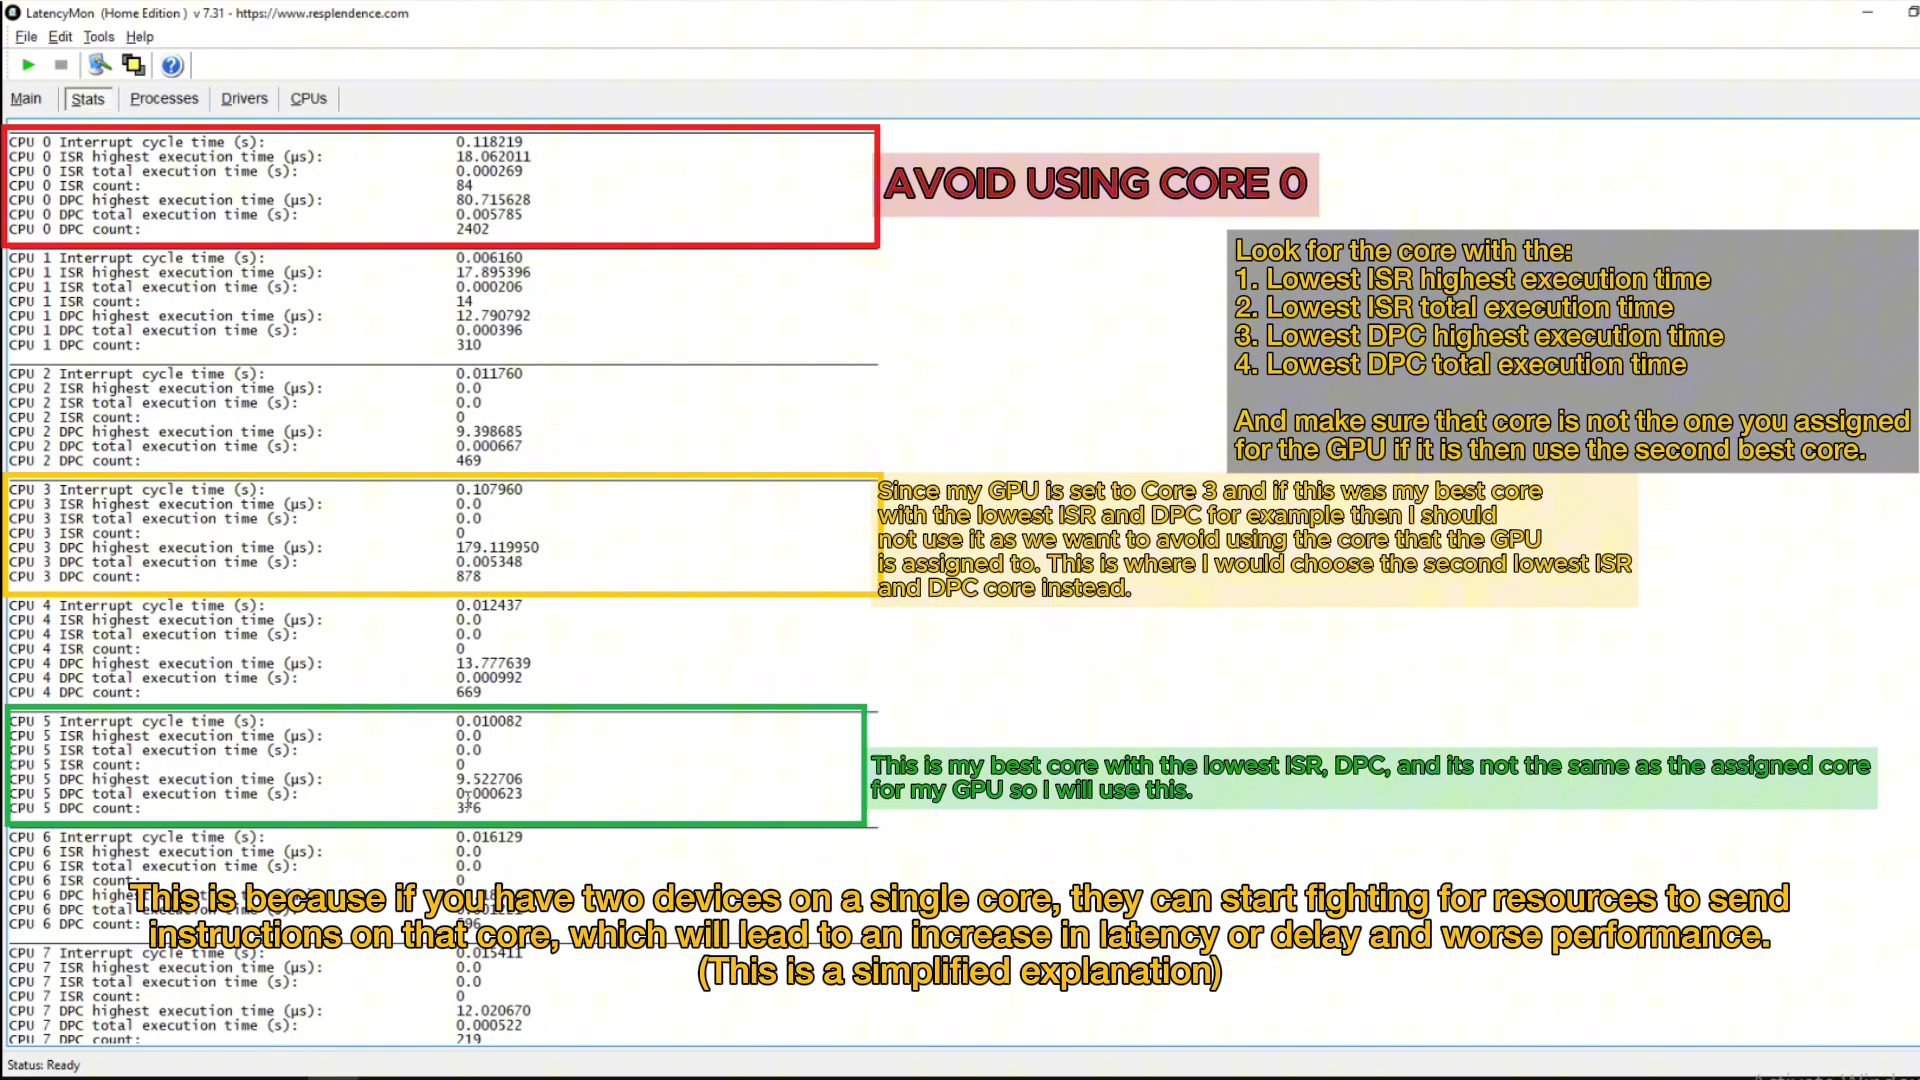 LatencyMon (Home Edition ) v 7.31 - https://www.resplendence.com
File Edit Tools Help
Main Stats Processes Drivers CPUs
CPU 0 Interrupt cycle time (s): 0.118219
CPU 0 ISR highest execution time (µs): 18.062011
CPU 0 ISR total execution time (s): 0.000269
CPU 0 ISR count: 84
CPU 0 DPC highest execution time (µs): 80.715628
CPU 0 DPC total execution time (s): 0.005785
CPU 0 DPC count: 2402
AVOID USING CORE 0
CPU 1 Interrupt cycle time (s): 0.006160
CPU 1 ISR highest execution time (µs): 17.895396
CPU 1 ISR total execution time (s): 0.000206
CPU 1 ISR count: 14
CPU 1 DPC highest execution time (µs): 12.790792
CPU 1 DPC total execution time (s): 0.000396
CPU 1 DPC count: 310
Look for the core with the:
1. Lowest ISR highest execution time
2. Lowest ISR total execution time
3. Lowest DPC highest execution time
4. Lowest DPC total execution time
And make sure that core is not the one you assigned
for the GPU if it is then use the second best core.
CPU 2 Interrupt cycle time (s): 0.011760
CPU 2 ISR highest execution time (µs): 0.0
CPU 2 ISR total execution time (s): 0.0
CPU 2 ISR count: 0
CPU 2 DPC highest execution time (µs): 9.398685
CPU 2 DPC total execution time (s): 0.000667
CPU 2 DPC count: 469
CPU 3 Interrupt cycle time (s): 0.107960
CPU 3 ISR highest execution time (µs): 0.0
CPU 3 ISR total execution time (s): 0.0
CPU 3 ISR count: 0
CPU 3 DPC highest execution time (µs): 179.119950
CPU 3 DPC total execution time (s): 0.005348
CPU 3 DPC count: 878
Since my GPU is set to Core 3 and if this was my best core
with the lowest ISR and DPC for example then I should
not use it as we want to avoid using the core that the GPU
is assigned to. This is where I would choose the second lowest ISR
and DPC core instead.
CPU 4 Interrupt cycle time (s): 0.012437
CPU 4 ISR highest execution time (µs): 0.0
CPU 4 ISR total execution time (s): 0.0
CPU 4 ISR count: 0
CPU 4 DPC highest execution time (µs): 13.777639
CPU 4 DPC total execution time (s): 0.000992
CPU 4 DPC count: 669
CPU 5 Interrupt cycle time (s): 0.010082
CPU 5 ISR highest execution time (µs): 0.0
CPU 5 ISR total execution time (s): 0.0
CPU 5 ISR count: 0
CPU 5 DPC highest execution time (µs): 9.522706
CPU 5 DPC total execution time (s): 0.000623
CPU 5 DPC count:
This is my best core with the lowest ISR, DPC, and its not the same as the assigned core
for my GPU so I will use this.
CPU 6 Interrupt cycle time (s): 0.016129
CPU 6 ISR highest execution time (µs): 0.0
CPU 6 ISR total execution time (s): 0.0
CPU 6 ISR count: 0
CPU 6 DPC
CPU 6 DPC
CPU 6 DPC
This is because if you have two devices on a single core, they can start fighting for resources to send
instructions on that core, which will lead to an increase in latency or delay and worse performance.
(This is a simplified explanation)
CPU 7 Interrupt cycle time (s): 0.015411
CPU 7 ISR highest execution time (µs): 0.0
CPU 7 ISR total execution time (s): 0.0
CPU 7 ISR count: 0
CPU 7 DPC highest execution time (µs): 12.020670
CPU 7 DPC total execution time (s): 0.000522
CPU 7 DPC count: 219
Status: Ready